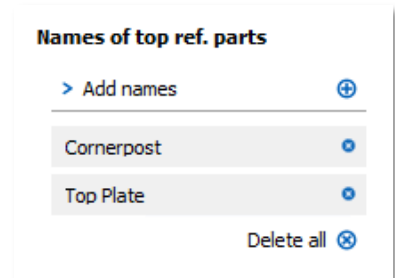 Names of top ref. parts
> Add names
Cornerpost
Top Plate
Delete all